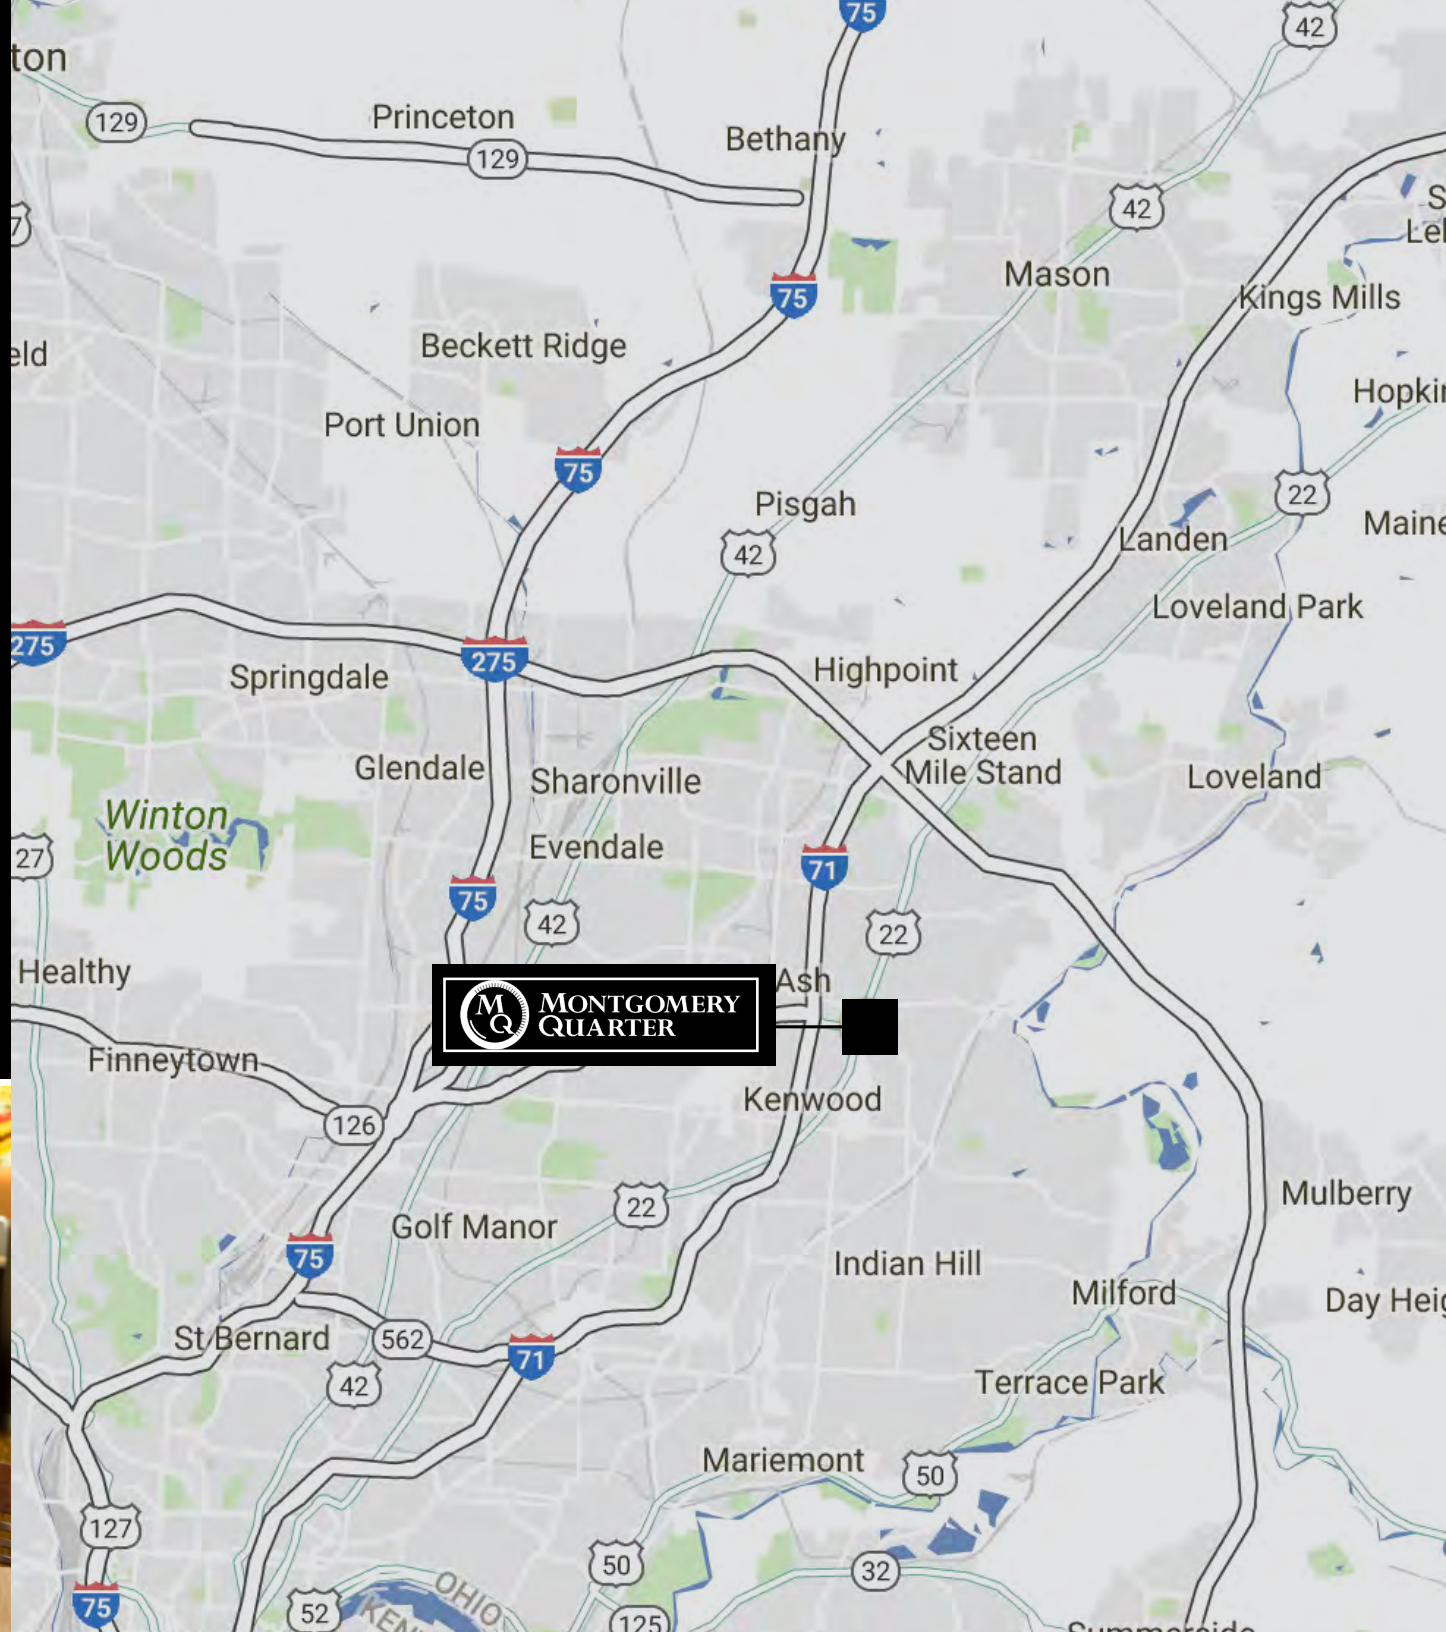 75
42
ton
129
Princeton
129
Bethany
42
Mason
Kings Mills
75
Beckett Ridge
Port Union
75
Pisgah
42
22
Landen
Loveland Park
275
275
Springdale
Highpoint
Sixteen
Mile Stand
Glendale
Sharonville
Loveland
Winton
Woods
27
Evendale
71
75
42
22
Healthy
Ash
MQ
MONTGOMERY
QUARTER
Finneytown
Kenwood
126
22
Mulberry
Golf Manor
75
Indian Hill
Milford
Day Heig
St Bernard
562
71
42
Terrace Park
Mariemont
50
127
50
32
75
52
OHIO
KEN
125
Summerside